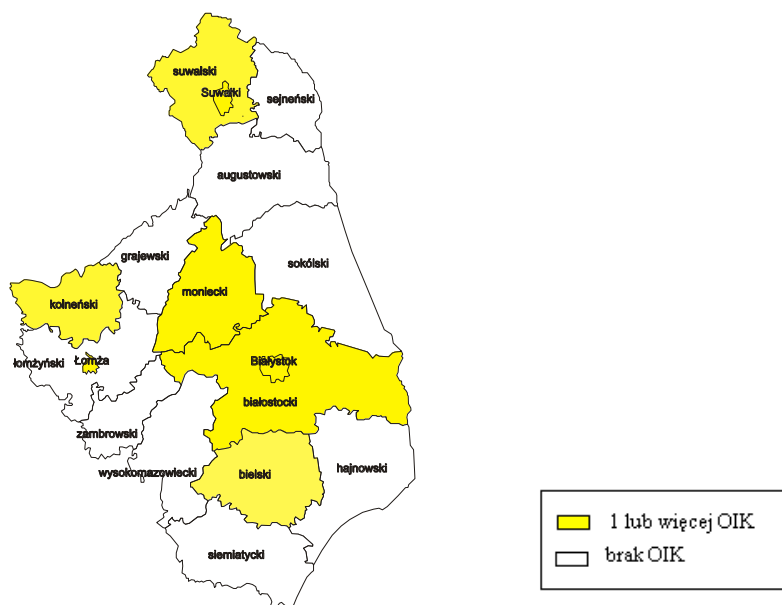 suwalski
Suwałki
sejneński
augustowski
grajewski
sokólski
moniecki
kolneński
łomżyński
Łomża
Białystok
białostocki
zambrowski
wysokomazowiecki
bielski
hajnowski
siemiatycki
1 lub więcej OIK
brak OIK